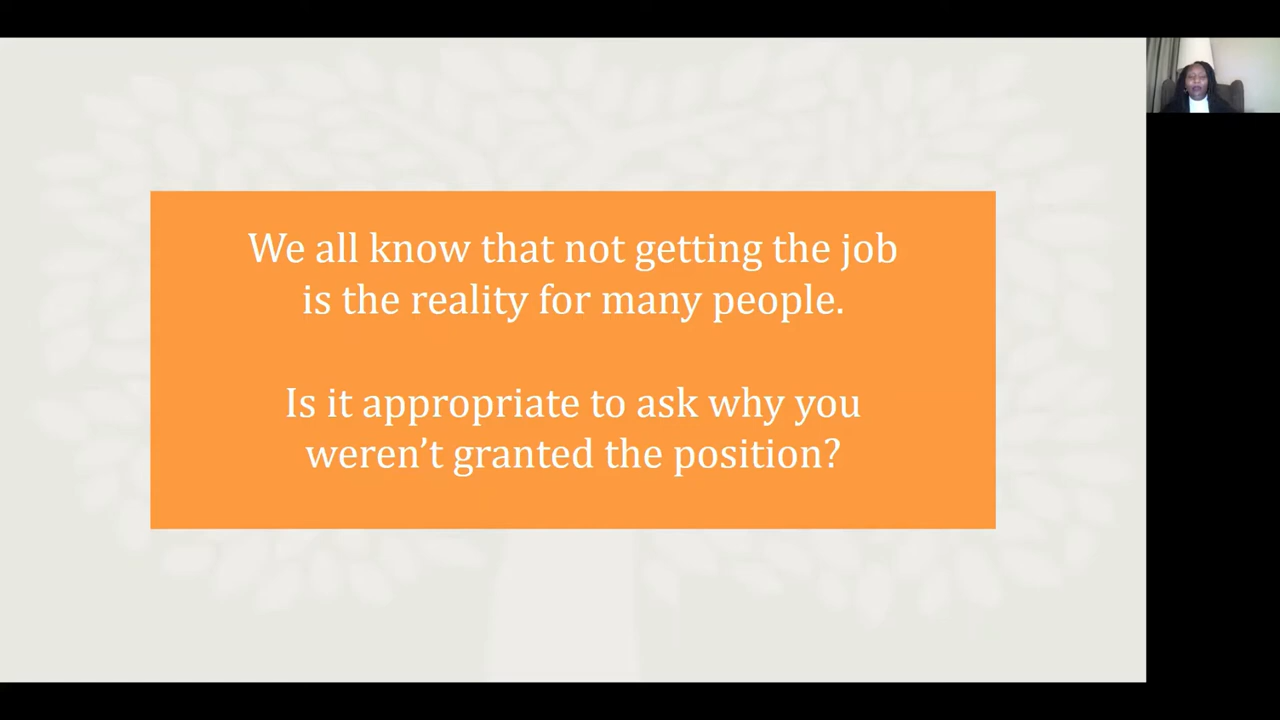 We all know that not getting the job
is the reality for many people.
Is it appropriate to ask why you
weren’t granted the position?